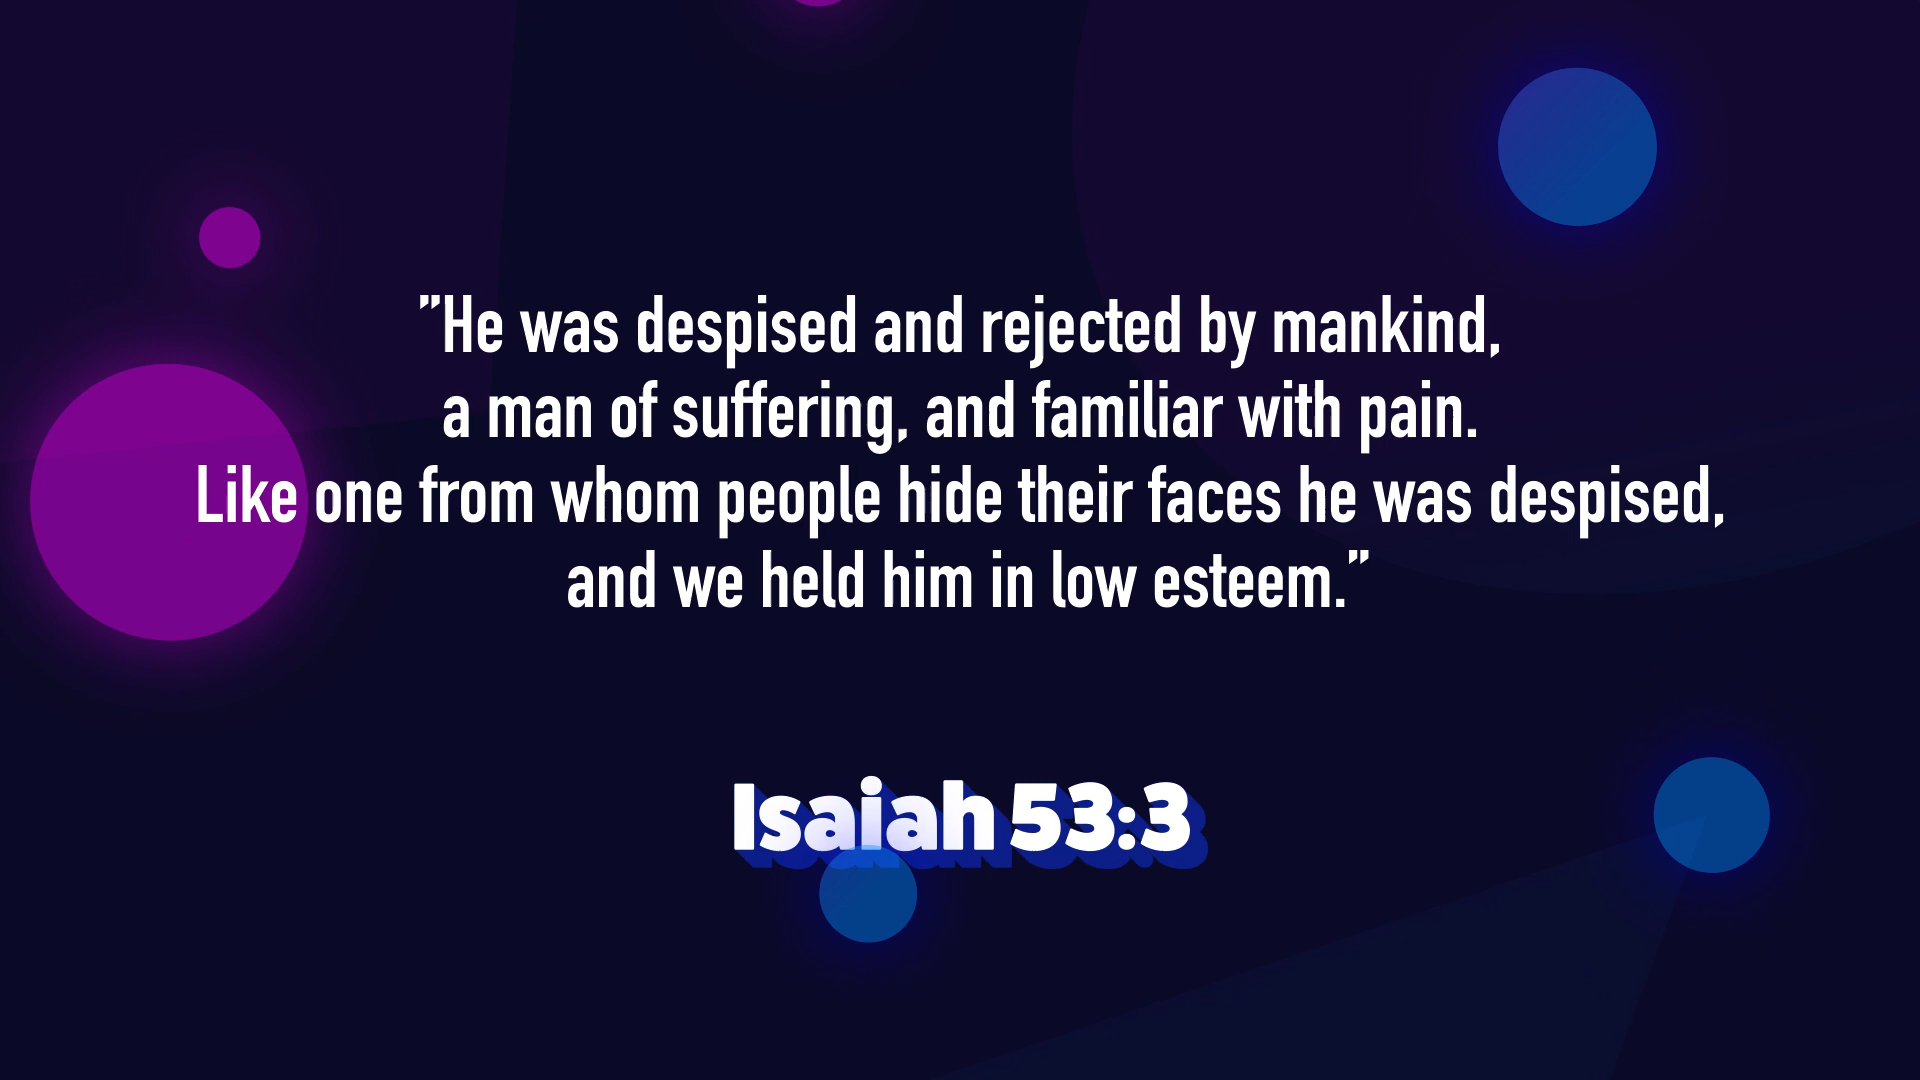 ”He was despised and rejected by mankind,
a man of suffering, and familiar with pain.
Like one from whom people hide their faces he was despised,
and we held him in low esteem.”
Isaiah 53:3